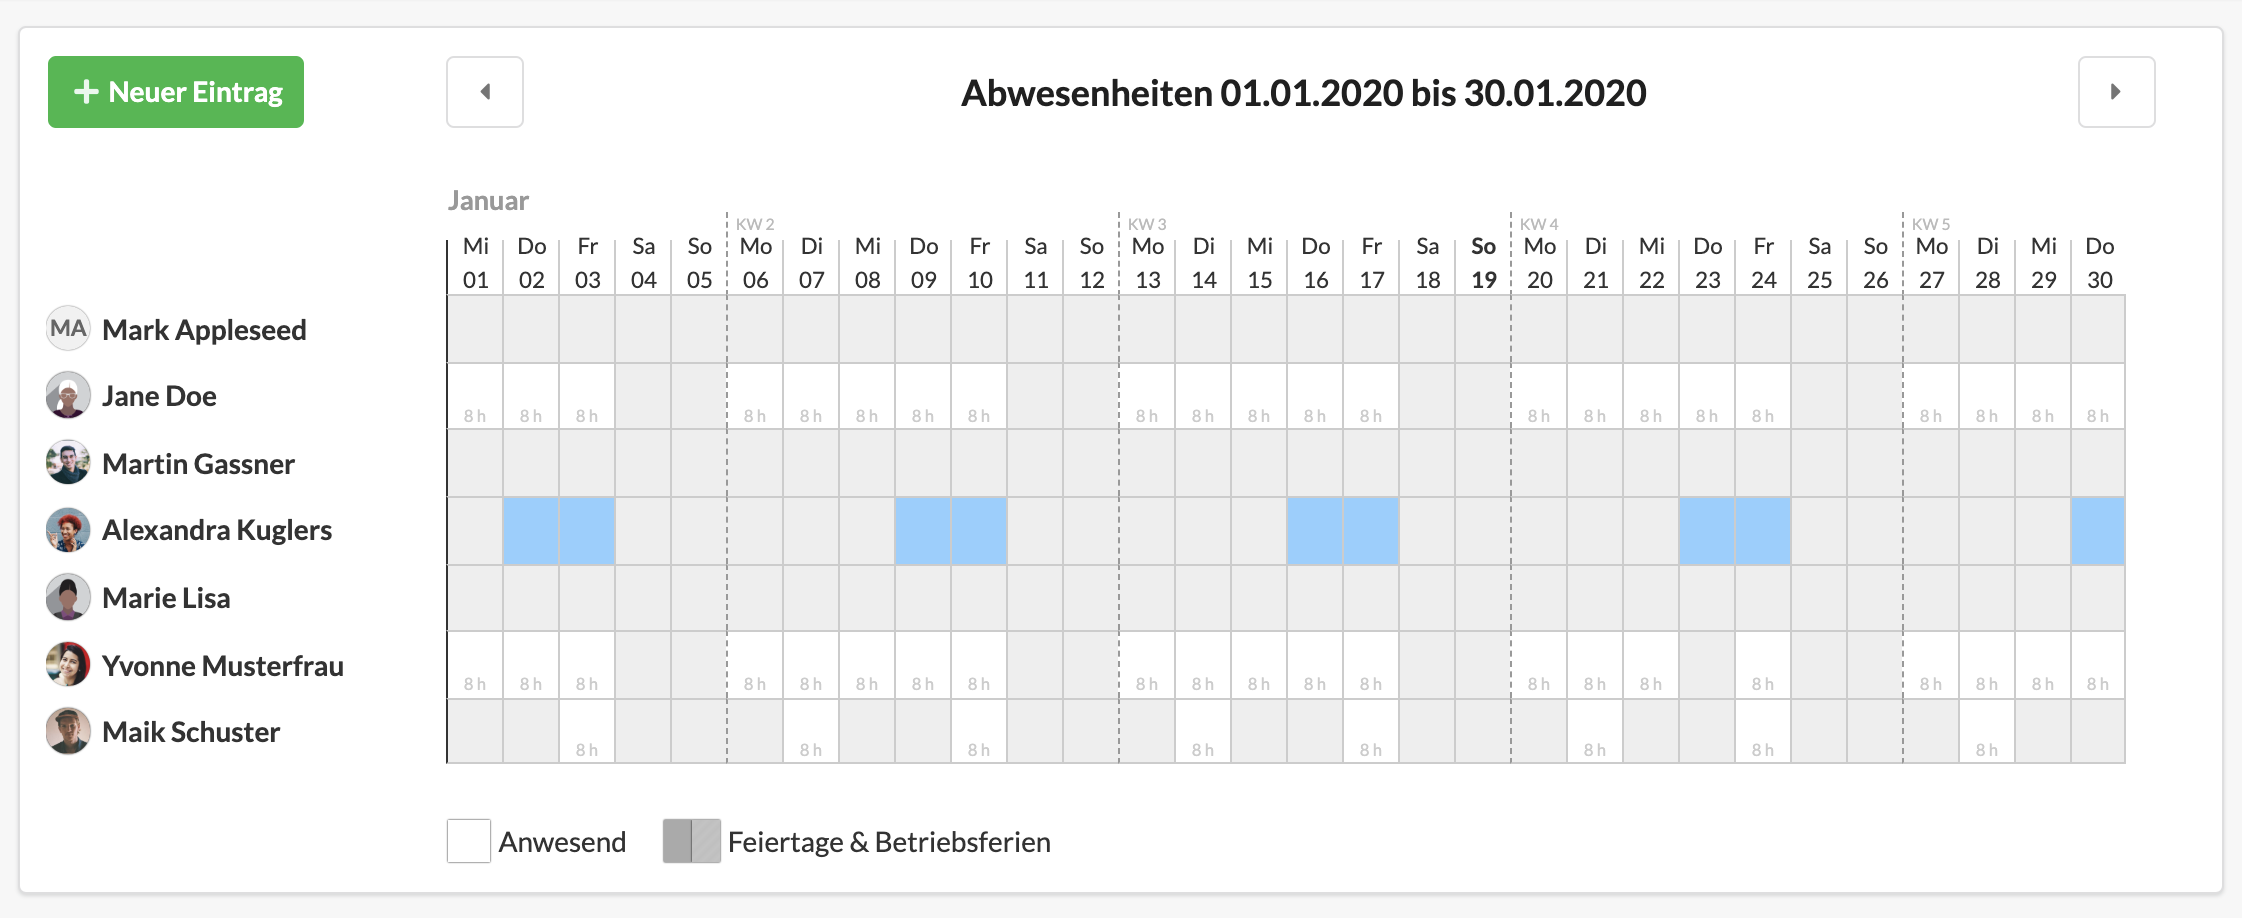 Neuer Eintrag
Abwesenheiten 01.01.2020 bis 30.01.2020
Januar
KW 2 KW 3 KW 4 KW 5
Mi Do Fr Sa So Mo Di Mi Do Fr Sa So Mo Di Mi Do Fr Sa So Mo Di Mi Do Fr Sa So Mo Di Mi Do
01 02 03 04 05 06 07 08 09 10 11 12 13 14 15 16 17 18 19 20 21 22 23 24 25 26 27 28 29 30
MA Mark Appleseed
Jane Doe
8 h 8 h 8 h 8 h 8 h 8 h 8 h 8 h 8 h 8 h 8 h 8 h 8 h 8 h 8 h 8 h 8 h 8 h 8 h 8 h 8 h 8 h
Martin Gassner
Alexandra Kuglers
Marie Lisa
Yvonne Musterfrau
8 h 8 h 8 h 8 h 8 h 8 h 8 h 8 h 8 h 8 h 8 h 8 h 8 h 8 h 8 h 8 h 8 h 8 h 8 h 8 h 8 h
Maik Schuster
8 h 8 h 8 h 8 h 8 h 8 h 8 h 8 h
Anwesend
Feiertage & Betriebsferien